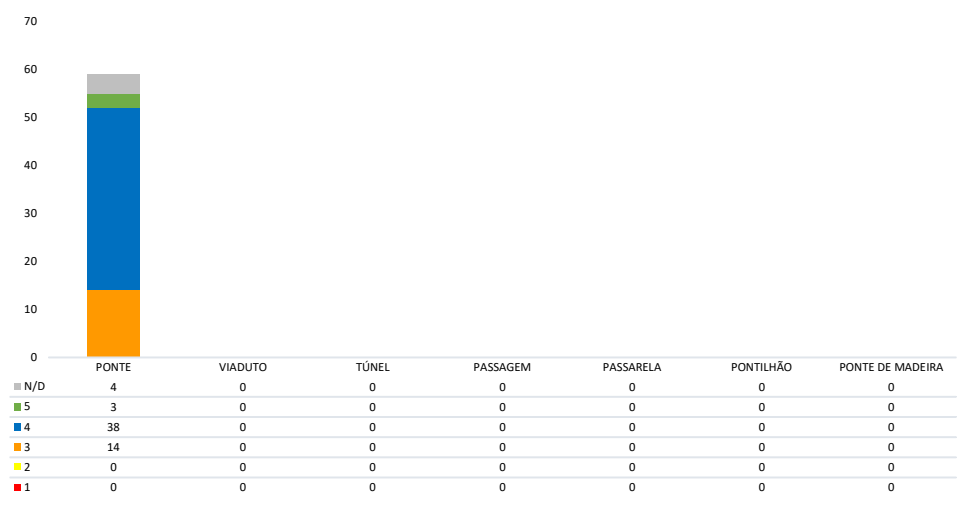 70
60
50
40
30
20
10
0
PONTE VIADUTO TÚNEL PASSAGEM PASSARELA PONTILHÃO PONTE DE MADEIRA
N/D 4 0 0 0 0 0 0
5 3 0 0 0 0 0 0
4 38 0 0 0 0 0 0
3 14 0 0 0 0 0 0
2 0 0 0 0 0 0 0
1 0 0 0 0 0 0 0